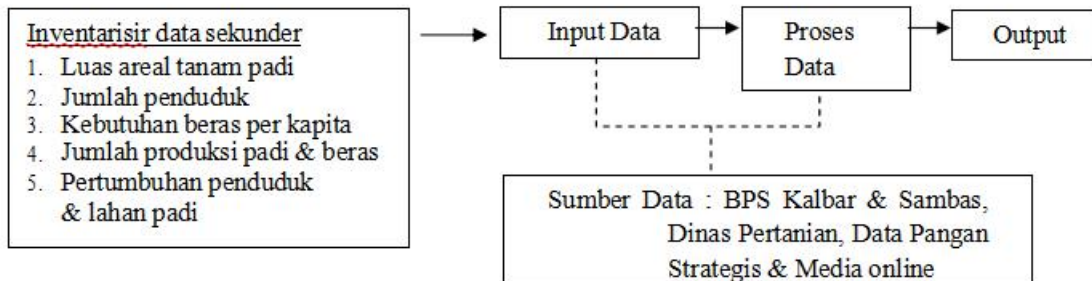 Inventarisir data sekunder
1. Luas areal tanam padi
2. Jumlah penduduk
3. Kebutuhan beras per kapita
4. Jumlah produksi padi & beras
5. Pertumbuhan penduduk
& lahan padi
Input Data
Proses
Data
Output
Sumber Data : BPS Kalbar & Sambas,
Dinas Pertanian, Data Pangan
Strategis & Media online